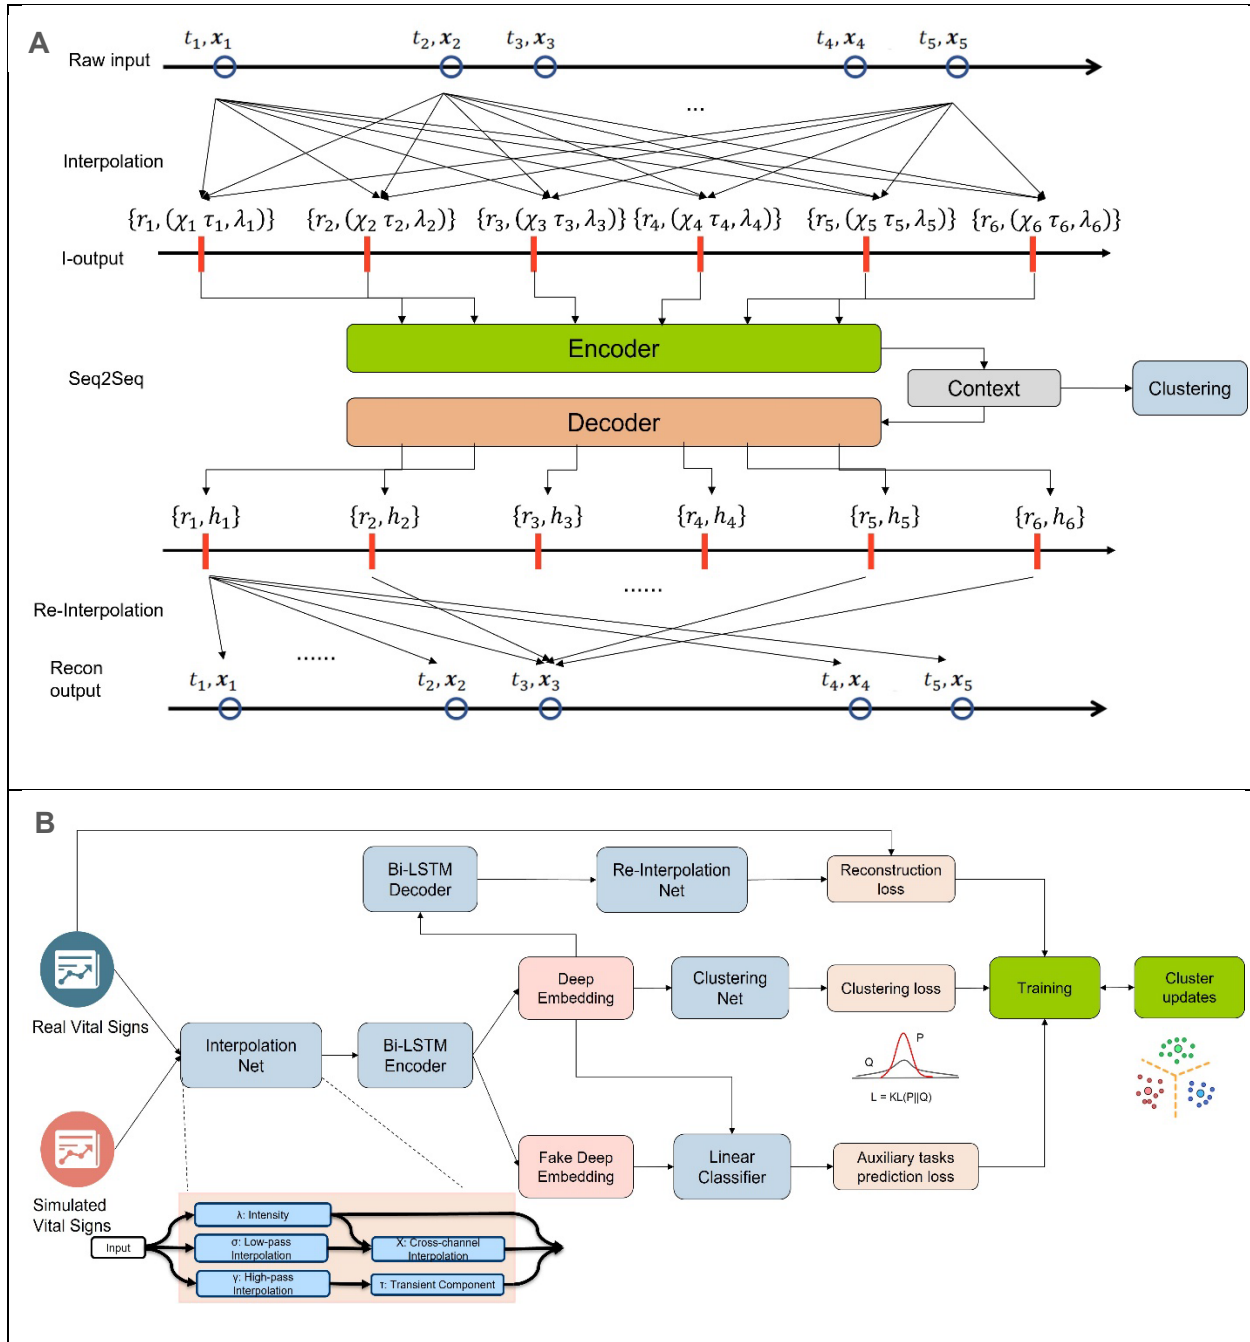 A
t₁, x₁
t₂, x₂
t₃, x₃
t₄, x₄
t₅, x₅
Raw input
...
Interpolation
{r₁, (χ₁ τ₁, λ₁)}
{r₂, (χ₂ τ₂, λ₂)}
{r₃, (χ₃ τ₃, λ₃)}
{r₄, (χ₄ τ₄, λ₄)}
{r₅, (χ₅ τ₅, λ₅)}
{r₆, (χ₆ τ₆, λ₆)}
I-output
Encoder
Seq2Seq
Context
Clustering
Decoder
{r₁, h₁}
{r₂, h₂}
{r₃, h₃}
{r₄, h₄}
{r₅, h₅}
{r₆, h₆}
......
Re-Interpolation
......
Recon
output
t₁, x₁
t₂, x₂
t₃, x₃
t₄, x₄
t₅, x₅
B
Bi-LSTM
Decoder
Re-Interpolation
Net
Reconstruction
loss
Real Vital Signs
Interpolation
Net
Bi-LSTM
Encoder
Deep
Embedding
Clustering
Net
Clustering loss
Training
Cluster
updates
P
Q
L = KL(P||Q)
Simulated
Vital Signs
Fake Deep
Embedding
Linear
Classifier
Auxiliary tasks
prediction loss
Input
λ: Intensity
σ: Low-pass
Interpolation
X: Cross-channel
Interpolation
γ: High-pass
Interpolation
τ: Transient Component